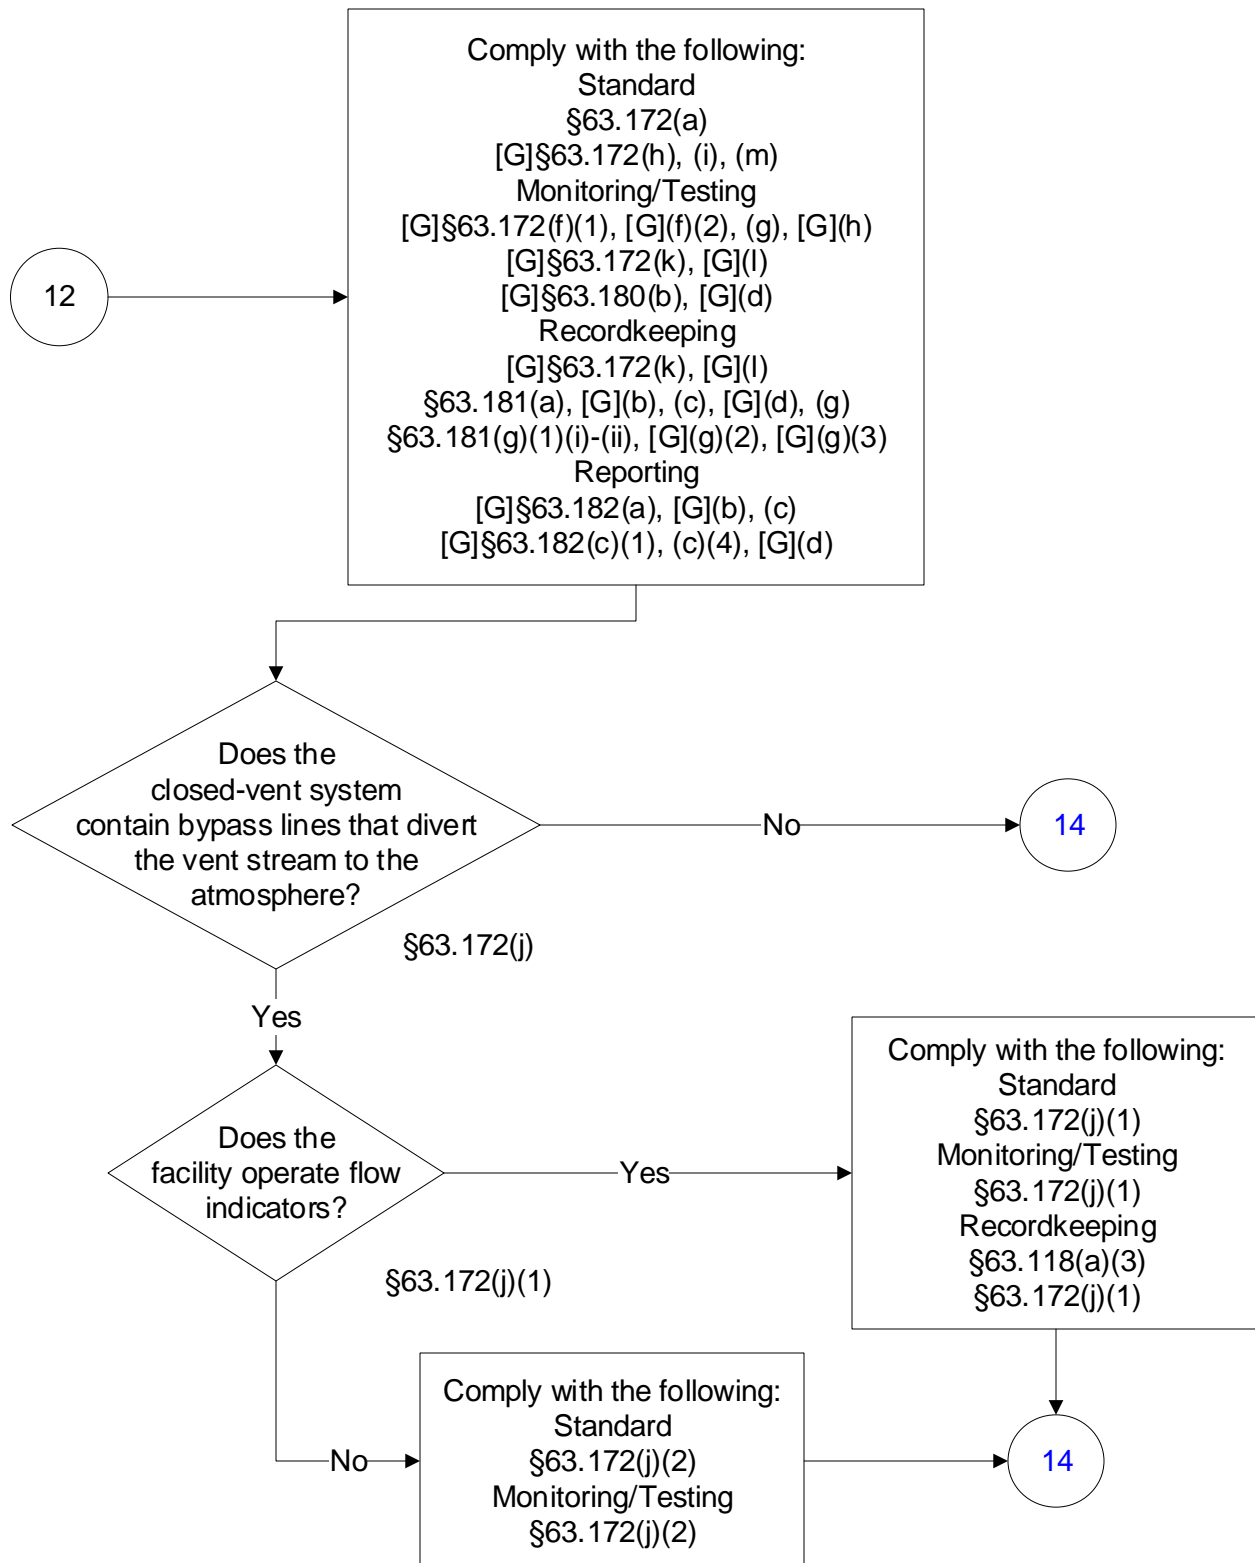 12
Comply with the following:
Standard
§63.172(a)
[G]§63.172(h), (i), (m)
Monitoring/Testing
[G]§63.172(f)(1), [G](f)(2), (g), [G](h)
[G]§63.172(k), [G](l)
[G]§63.180(b), [G](d)
Recordkeeping
[G]§63.172(k), [G](l)
§63.181(a), [G](b), (c), [G](d), (g)
§63.181(g)(1)(i)-(ii), [G](g)(2), [G](g)(3)
Reporting
[G]§63.182(a), [G](b), (c)
[G]§63.182(c)(1), (c)(4), [G](d)
Does the
closed-vent system
contain bypass lines that divert
the vent stream to the
atmosphere?
§63.172(j)
No
14
Yes
Does the
facility operate flow
indicators?
§63.172(j)(1)
Yes
Comply with the following:
Standard
§63.172(j)(1)
Monitoring/Testing
§63.172(j)(1)
Recordkeeping
§63.118(a)(3)
§63.172(j)(1)
No
Comply with the following:
Standard
§63.172(j)(2)
Monitoring/Testing
§63.172(j)(2)
14